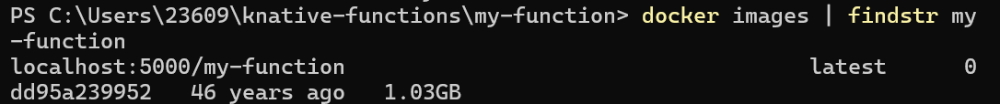 PS C:\Users\23609\knative-functions\my-function> docker images | findstr my
-function
localhost:5000/my-function                                    latest      0
dd95a239952   46 years ago   1.03GB